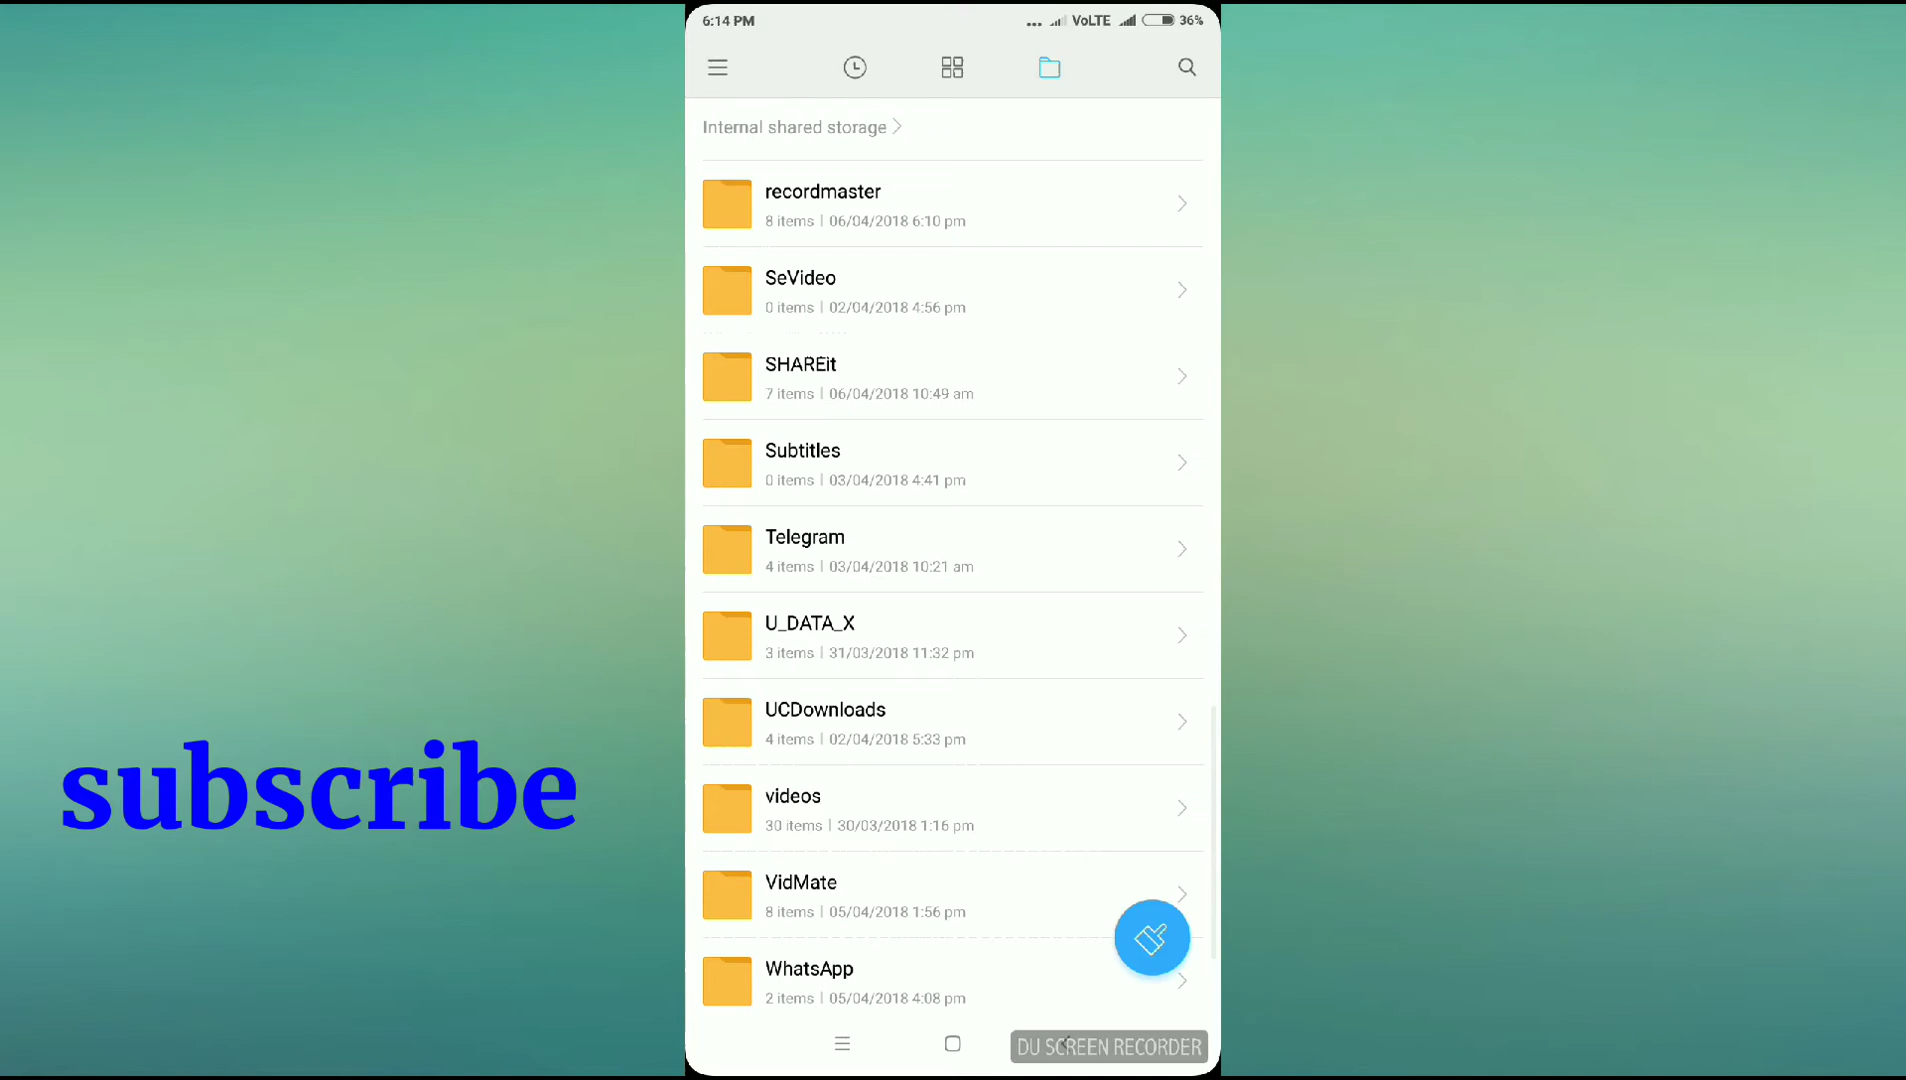 6:14 PM
... VoLTE 36%
Internal shared storage
recordmaster
8 items | 06/04/2018 6:10 pm
SeVideo
0 items | 02/04/2018 4:56 pm
SHAREit
7 items | 06/04/2018 10:49 am
Subtitles
0 items | 03/04/2018 4:41 pm
Telegram
4 items | 03/04/2018 10:21 am
U_DATA_X
3 items | 31/03/2018 11:32 pm
UCDownloads
4 items | 02/04/2018 5:33 pm
videos
30 items | 30/03/2018 1:16 pm
VidMate
8 items | 05/04/2018 1:56 pm
WhatsApp
2 items | 05/04/2018 4:08 pm
DU SCREEN RECORDER
subscribe